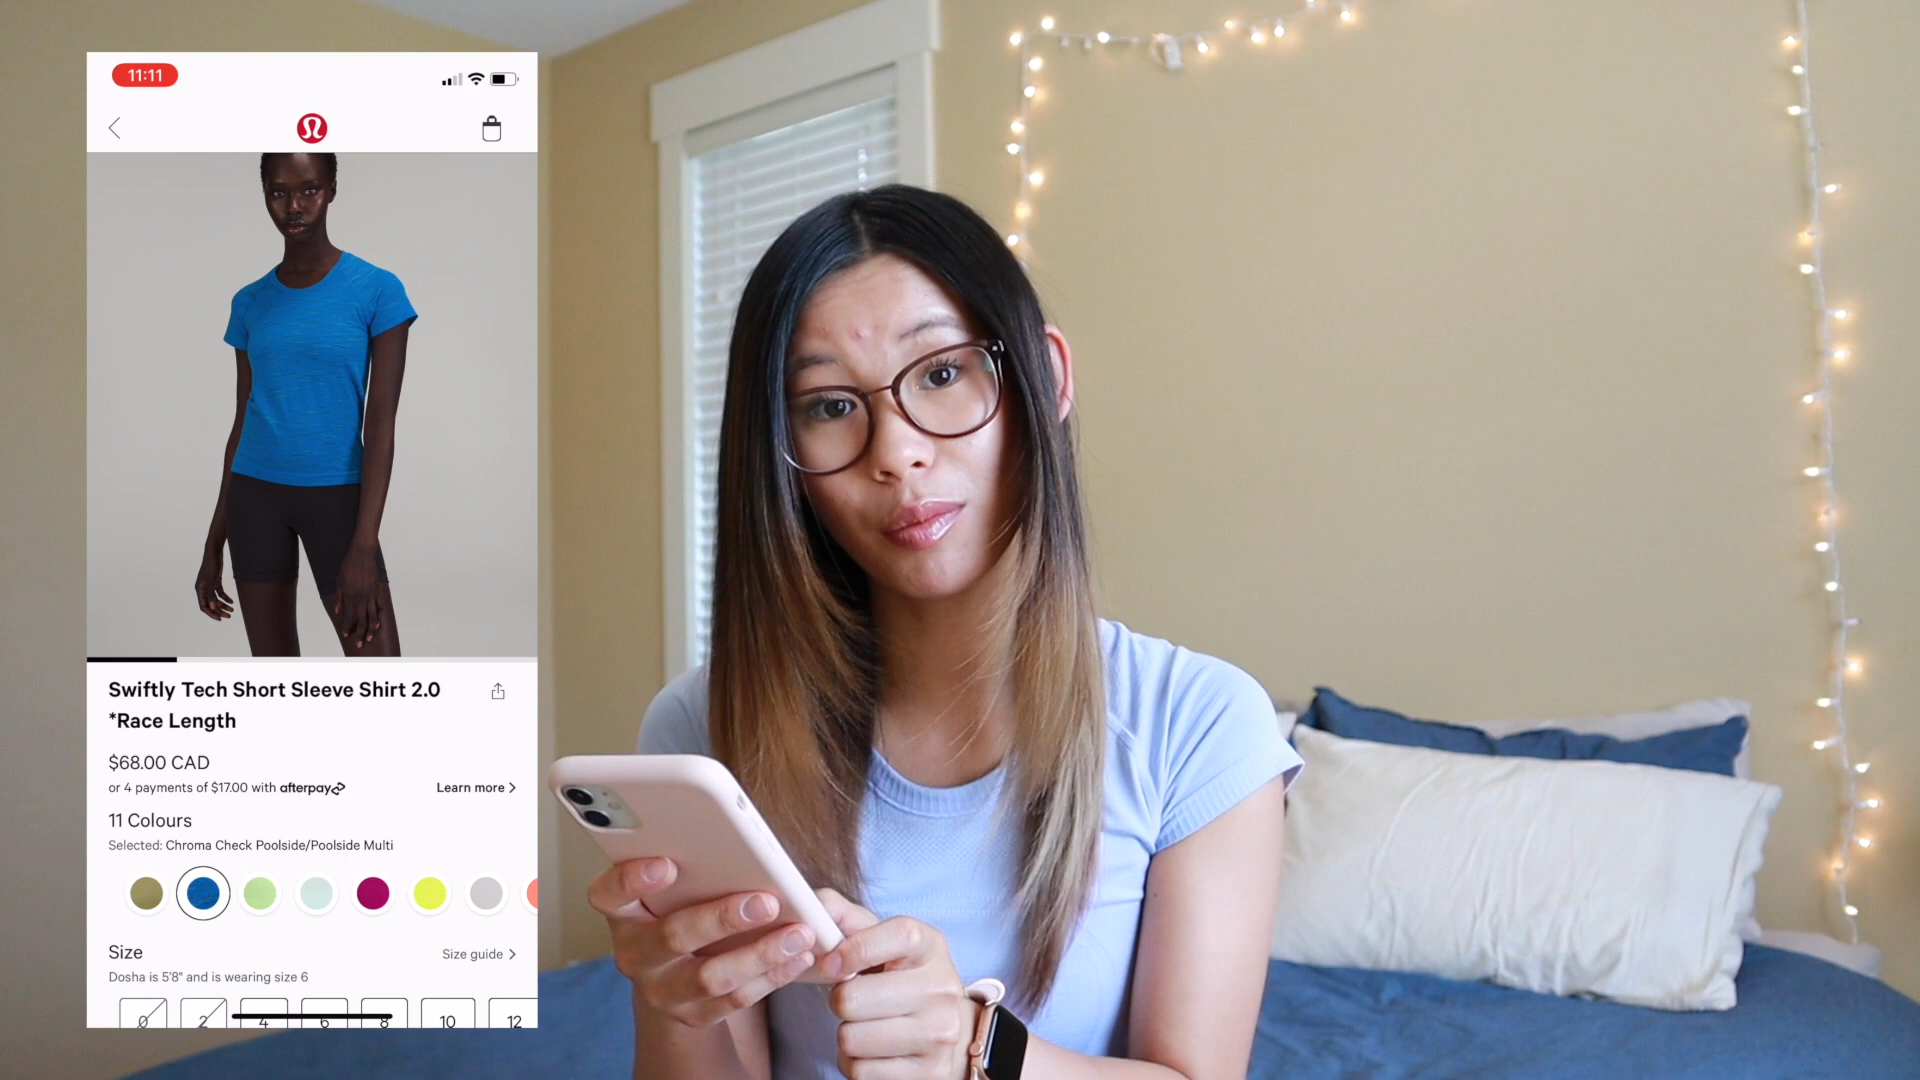 11:11
Swiftly Tech Short Sleeve Shirt 2.0
*Race Length
$68.00 CAD
or 4 payments of $17.00 with afterpay
Learn more >
11 Colours
Selected: Chroma Check Poolside/Poolside Multi
Size
Size guide >
Dosha is 5'8" and is wearing size 6
0 2 4 6 8 10 12